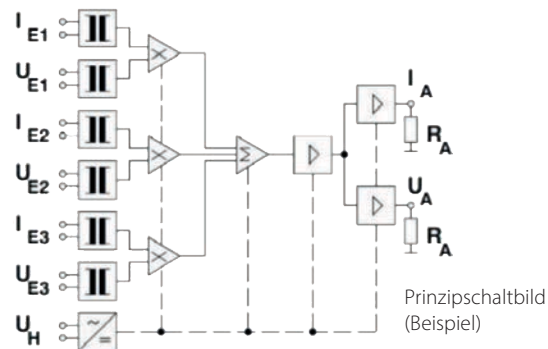 I E1
U E1
I E2
U E2
I E3
U E3
U H
X
X
X
Σ
I A
R A
U A
R A
~
=
Prinzipschaltbild
(Beispiel)